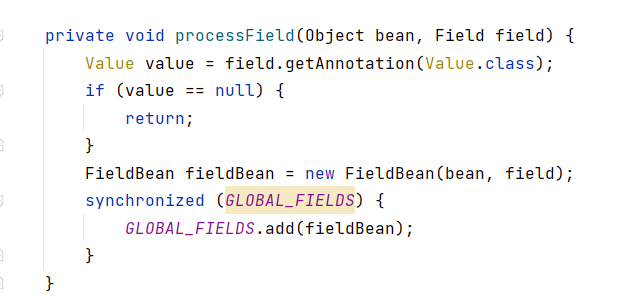 private void processField(Object bean, Field field) {
    Value value = field.getAnnotation(Value.class);
    if (value == null) {
        return;
    }
    FieldBean fieldBean = new FieldBean(bean, field);
    synchronized (GLOBAL_FIELDS) {
        GLOBAL_FIELDS.add(fieldBean);
    }
}